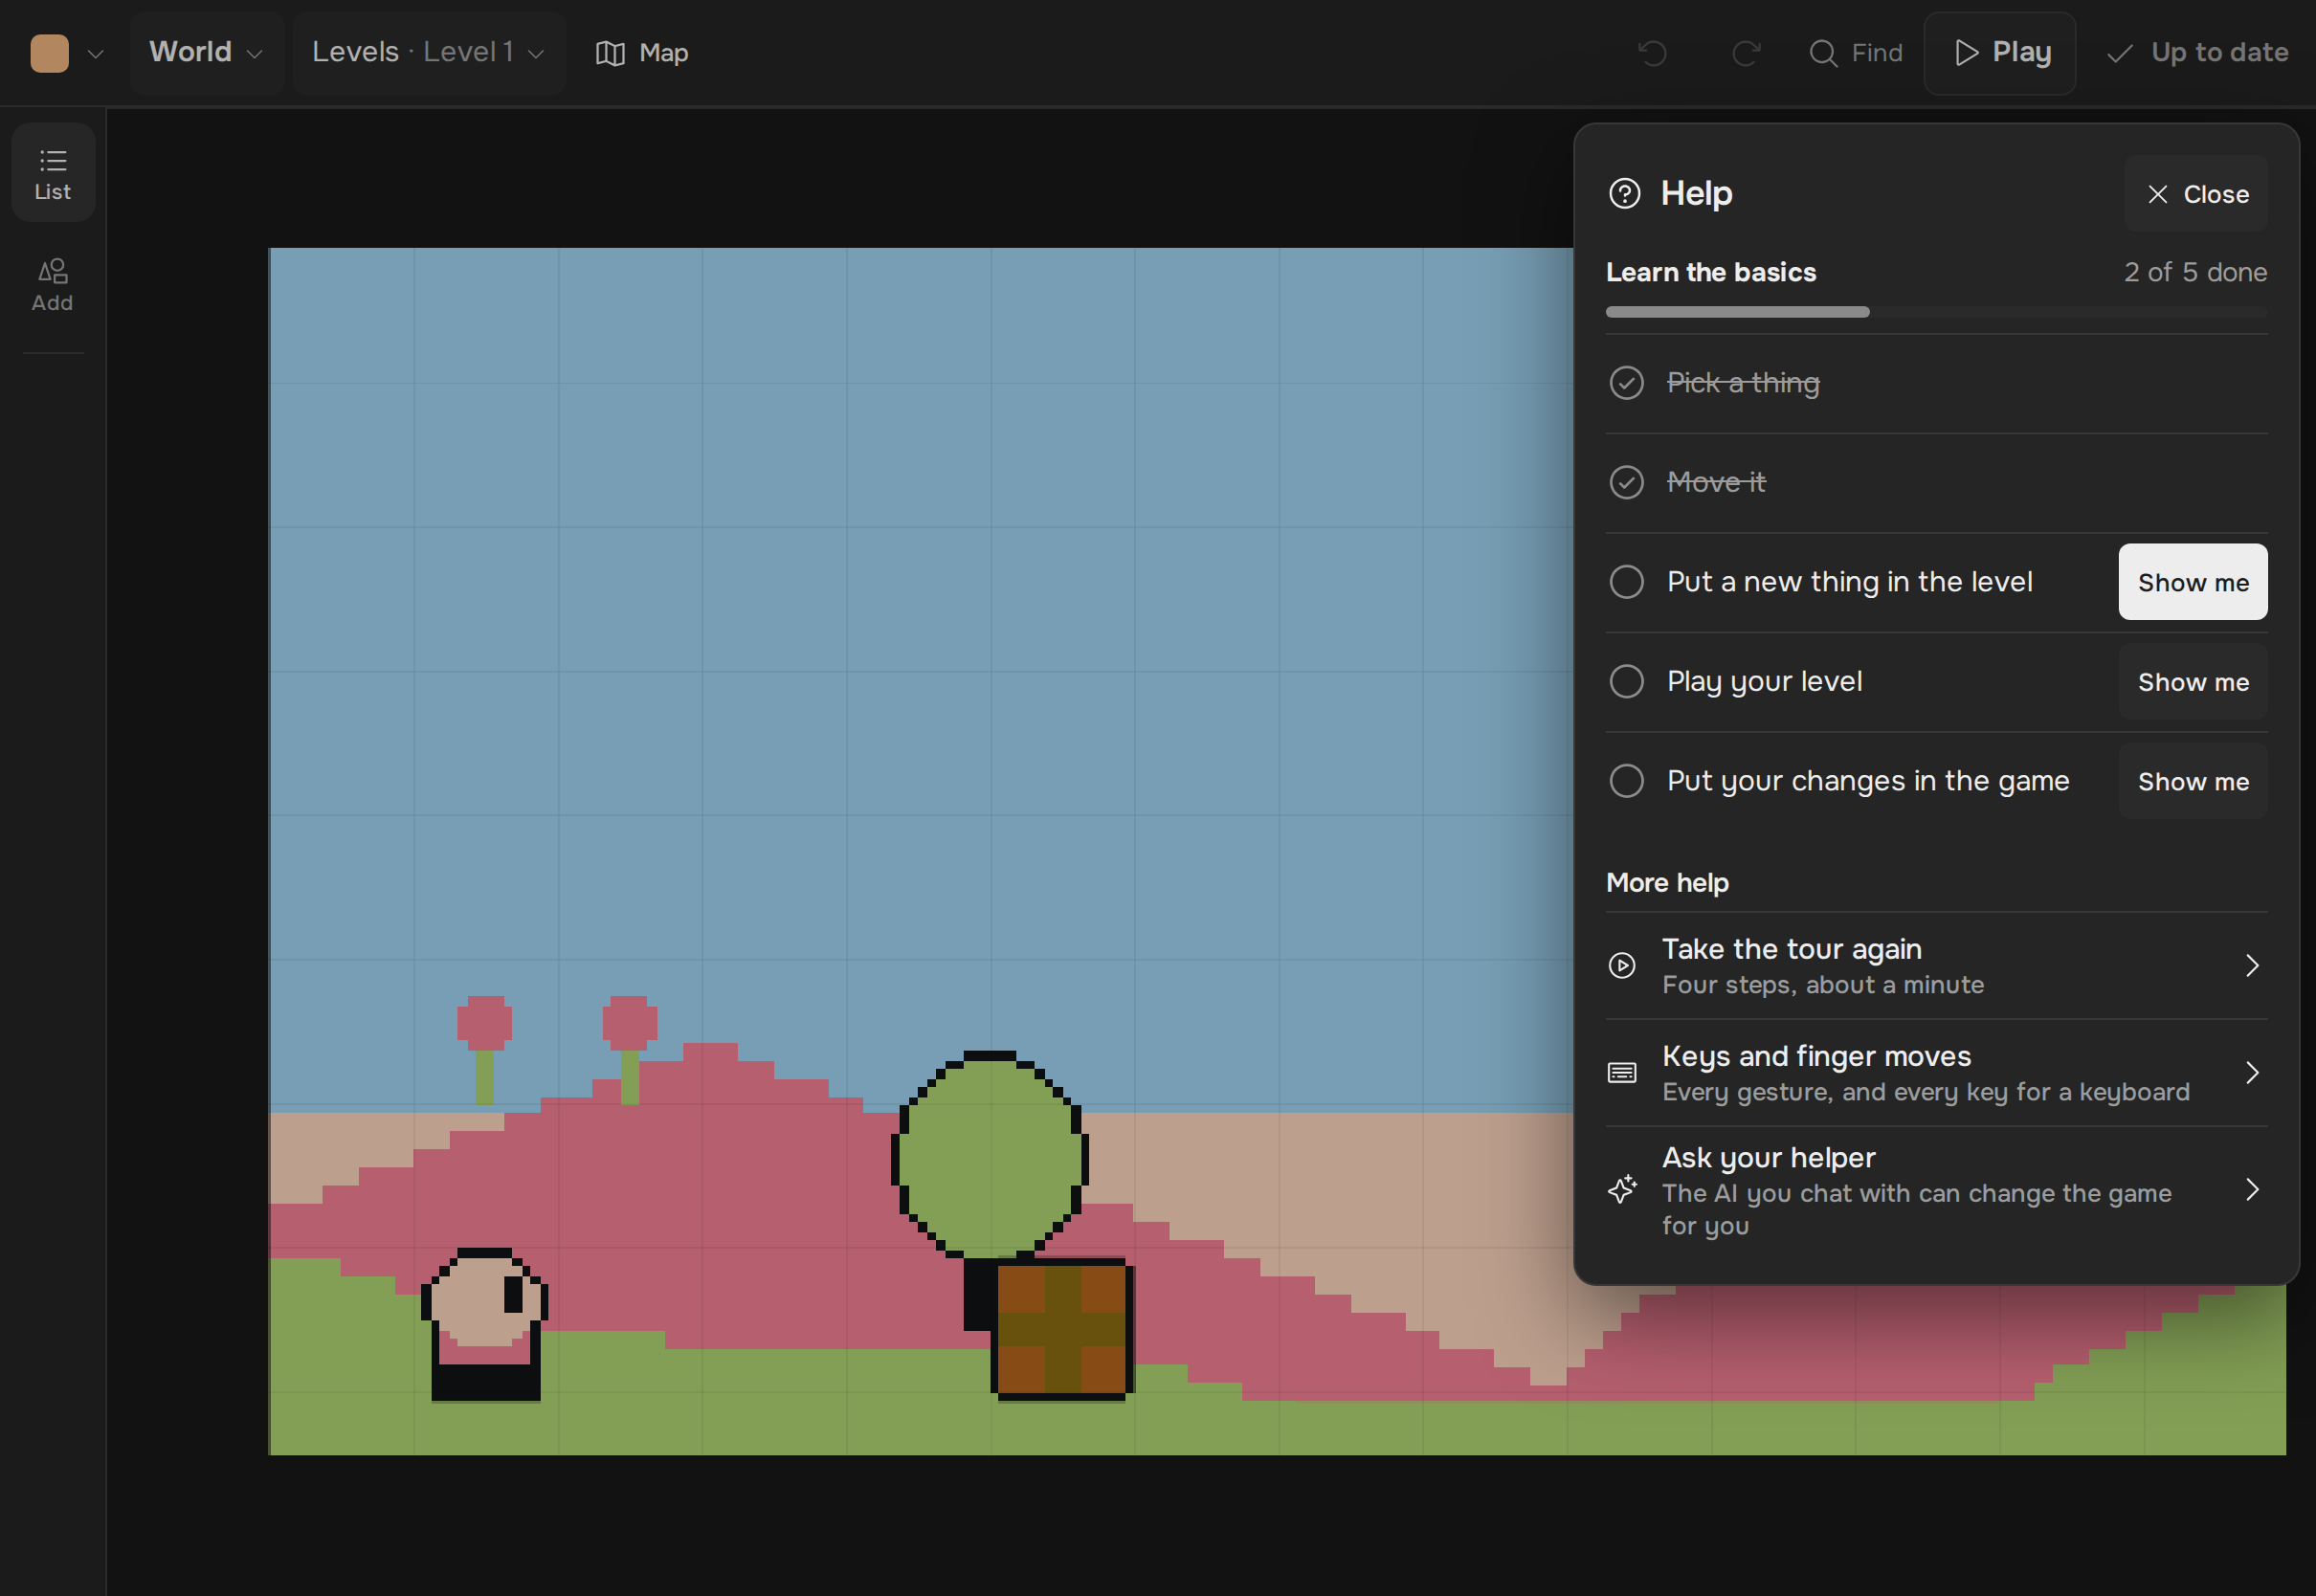 World
Levels · Level 1
Map
Find
Play
Up to date
List
Add
Help
Close
Learn the basics
2 of 5 done
Pick a thing
Move it
Put a new thing in the level
Show me
Play your level
Show me
Put your changes in the game
Show me
More help
Take the tour again
Four steps, about a minute
Keys and finger moves
Every gesture, and every key for a keyboard
Ask your helper
The AI you chat with can change the game
for you